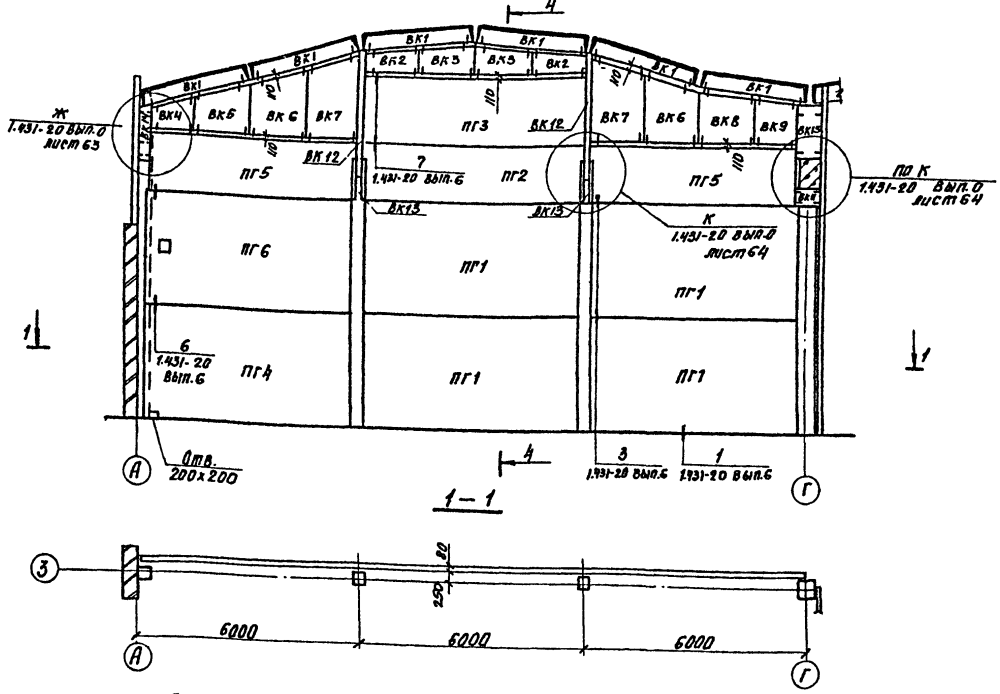 4
ВК1 ВК1
ВК1 ВК2 ВК3 ВК3 ВК2 ВК1
ВК1 110 110 110 ВК1
ВК14 ВК4 ВК5 ВК6 ВК7 ПГ3 ВК12 ВК7 ВК6 ВК8 ВК9
Ж
1.431-20 ВЫП.0
лист 63
110 ВК12 110
ПГ5 7 ПГ2 ПГ5
1.431-20 ВЫП.6
ПО К
1.431-20 ВЫП.0
лист 64
ВК13 ВК13
К
1.431-20 ВЫП.0
лист 64
ПГ6 ПГ1 ПГ1
1 1
6
1.431-20
ВЫП.6
ПГ4 ПГ1 ПГ1
А Отв.
200х200
4
3
1.431-20 ВЫП.6
1
1.431-20 ВЫП.6
Г
1-1
3 80
250
6000 6000 6000
А Г